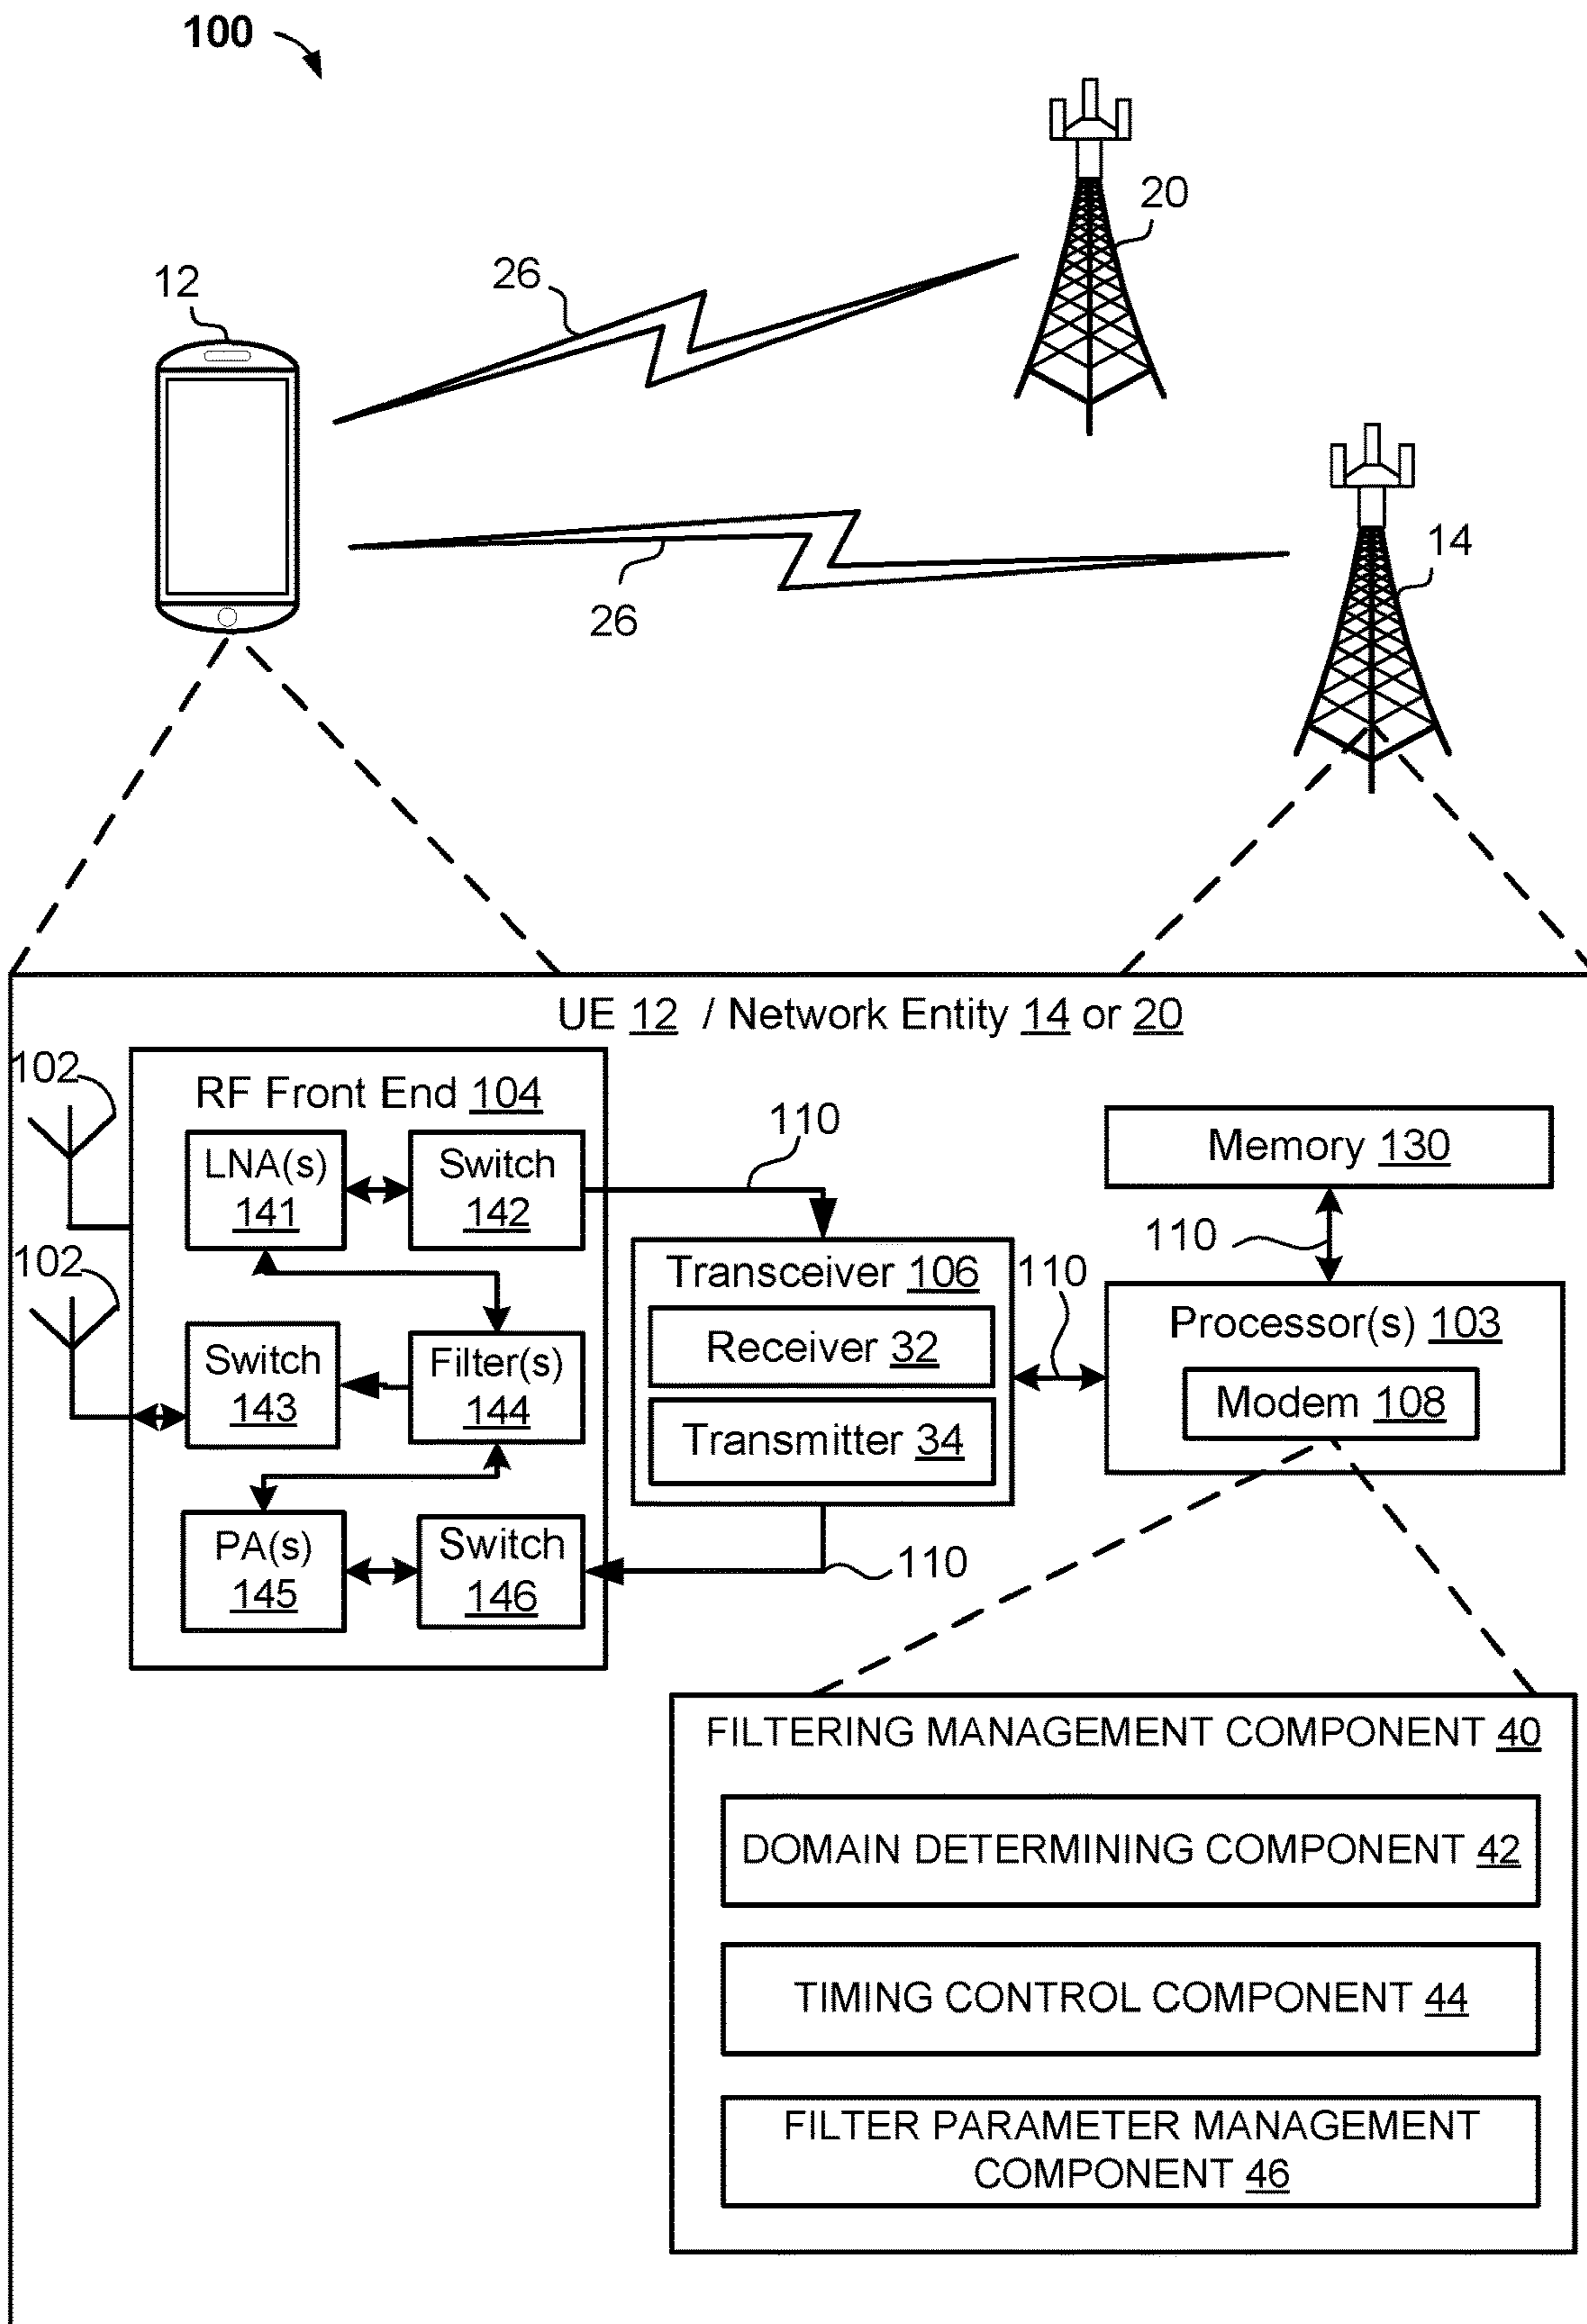 100
20
26
12
14
26
UE 12 / Network Entity 14 or 20
102
RF Front End 104
LNA(s)
141
Switch
142
110
Memory 130
110
102
Transceiver 106
Receiver 32
Transmitter 34
110
Processor(s) 103
Modem 108
Switch
143
Filter(s)
144
PA(s)
145
Switch
146
110
FILTERING MANAGEMENT COMPONENT 40
DOMAIN DETERMINING COMPONENT 42
TIMING CONTROL COMPONENT 44
FILTER PARAMETER MANAGEMENT
COMPONENT 46